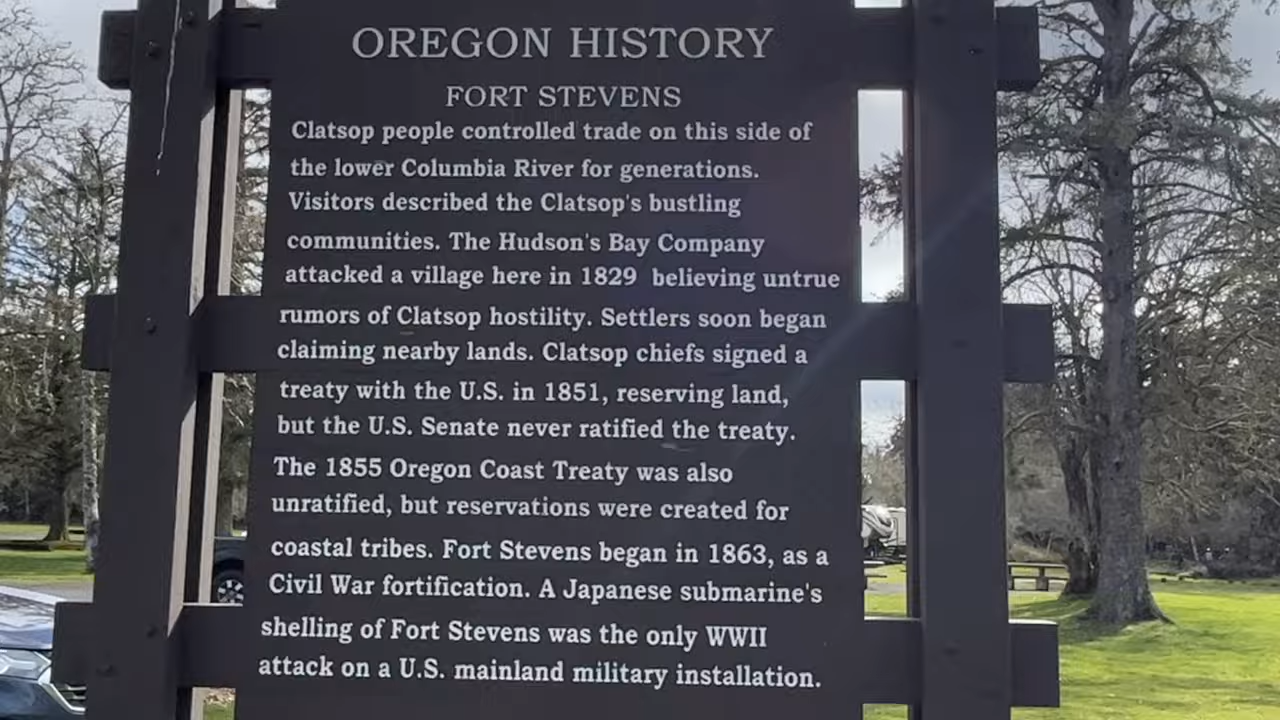 OREGON HISTORY
FORT STEVENS
Clatsop people controlled trade on this side of
the lower Columbia River for generations.
Visitors described the Clatsop's bustling
communities. The Hudson's Bay Company
attacked a village here in 1829 believing untrue
rumors of Clatsop hostility. Settlers soon began
claiming nearby lands. Clatsop chiefs signed a
treaty with the U.S. in 1851, reserving land,
but the U.S. Senate never ratified the treaty.
The 1855 Oregon Coast Treaty was also
unratified, but reservations were created for
coastal tribes. Fort Stevens began in 1863, as a
Civil War fortification. A Japanese submarine's
shelling of Fort Stevens was the only WWII
attack on a U.S. mainland military installation.